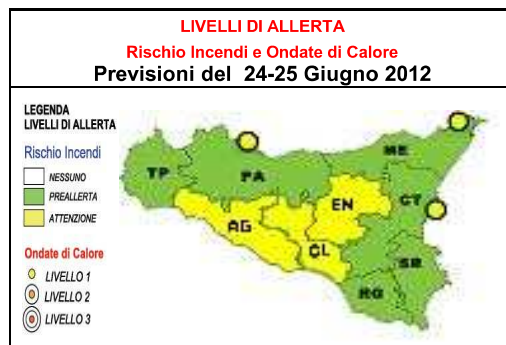 LIVELLI DI ALLERTA
Rischio Incendi e Ondate di Calore
Previsioni del 24-25 Giugno 2012
LEGENDA
LIVELLI DI ALLERTA
Rischio Incendi
NESSUNO
PREALLERTA
ATTENZIONE
Ondate di Calore
LIVELLO 1
LIVELLO 2
LIVELLO 3
TP
PA
ME
AG
EN
CT
CL
SR
RG